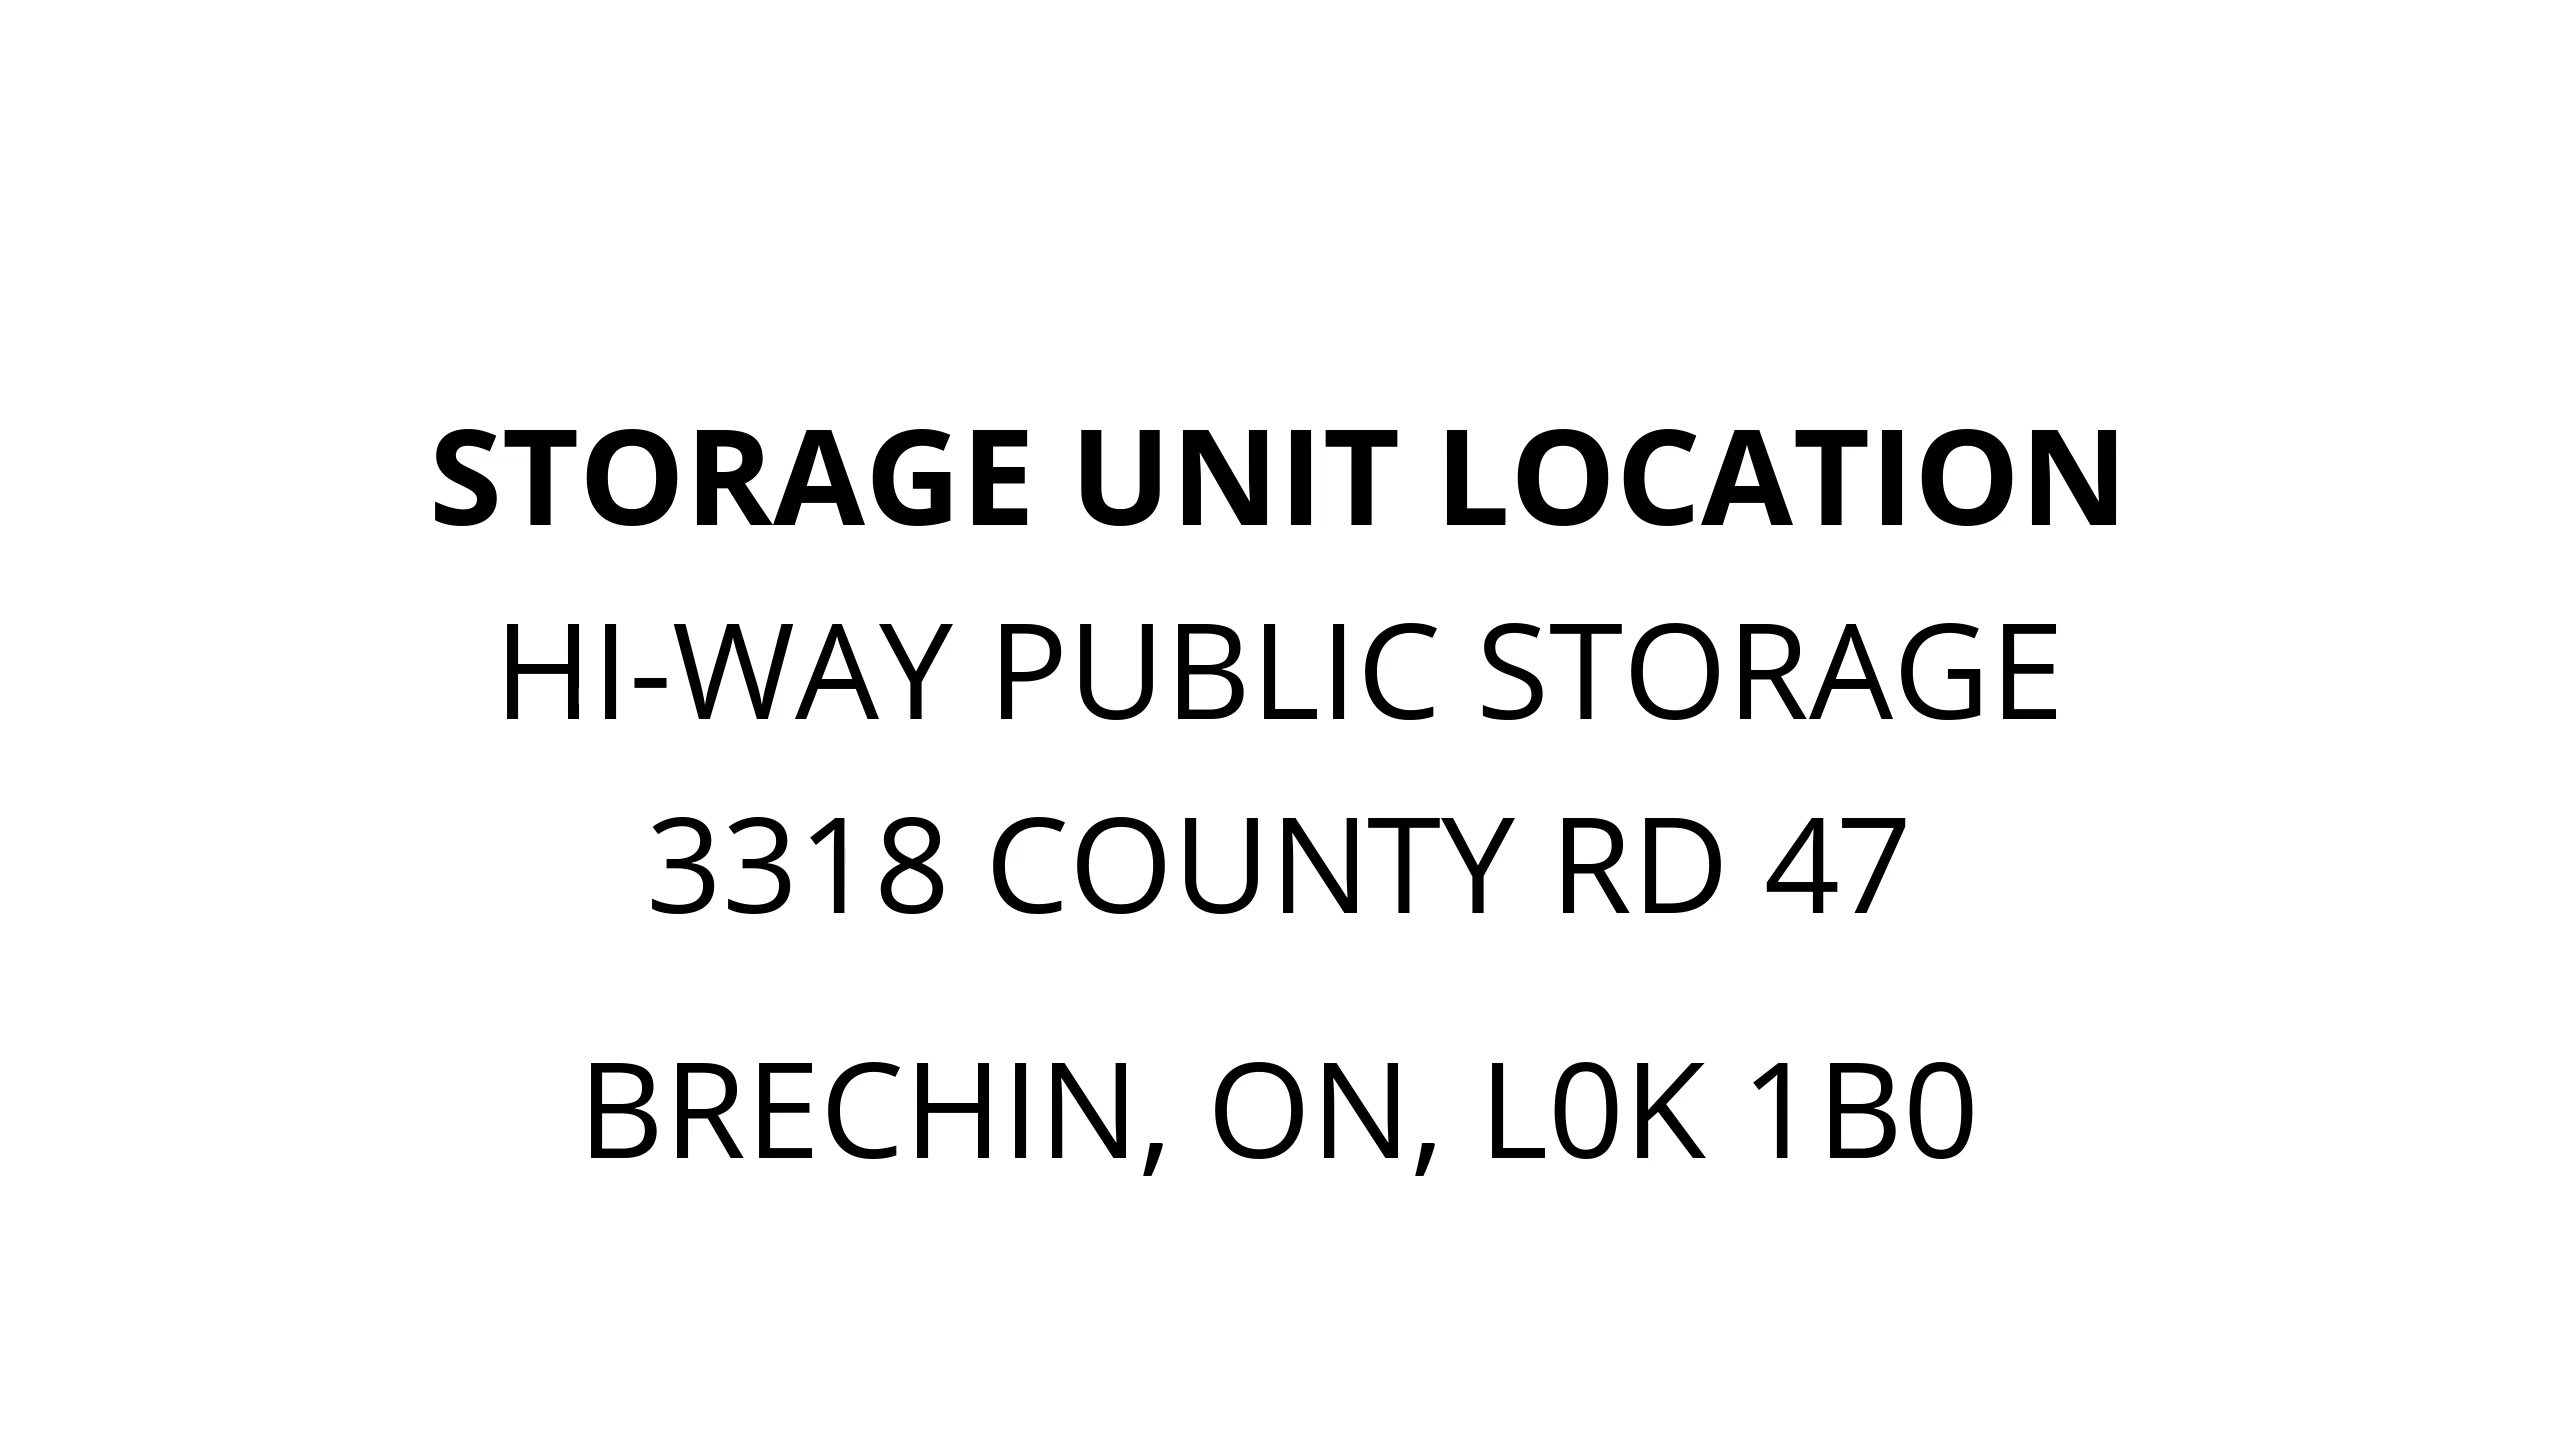 STORAGE UNIT LOCATION
HI-WAY PUBLIC STORAGE
3318 COUNTY RD 47
BRECHIN, ON, L0K 1B0